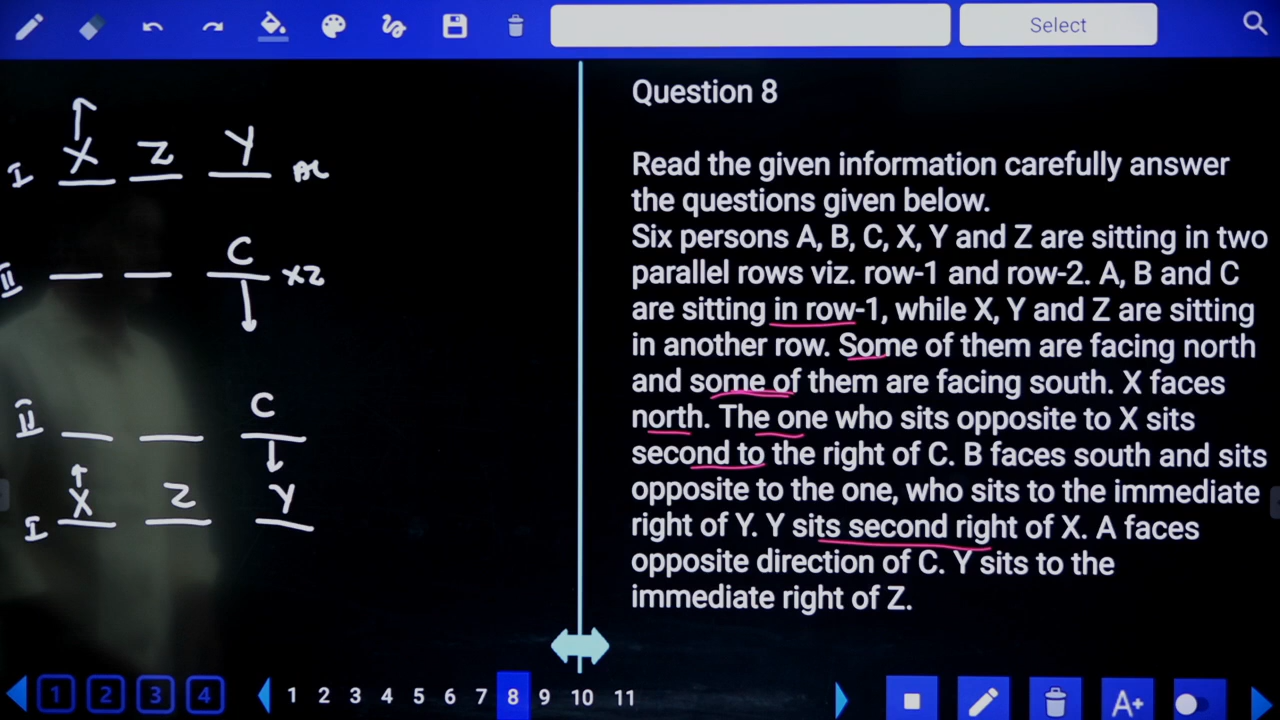 Select
Question 8
Read the given information carefully answer
the questions given below.
Six persons A, B, C, X, Y and Z are sitting in two
parallel rows viz. row-1 and row-2. A, B and C
are sitting in row-1, while X, Y and Z are sitting
in another row. Some of them are facing north
and some of them are facing south. X faces
north. The one who sits opposite to X sits
second to the right of C. B faces south and sits
opposite to the one, who sits to the immediate
right of Y. Y sits second right of X. A faces
opposite direction of C. Y sits to the
immediate right of Z.
I X Z Y
II C XZ
II C
I X Z Y
1 2 3 4 1 2 3 4 5 6 7 8 9 10 11 A+